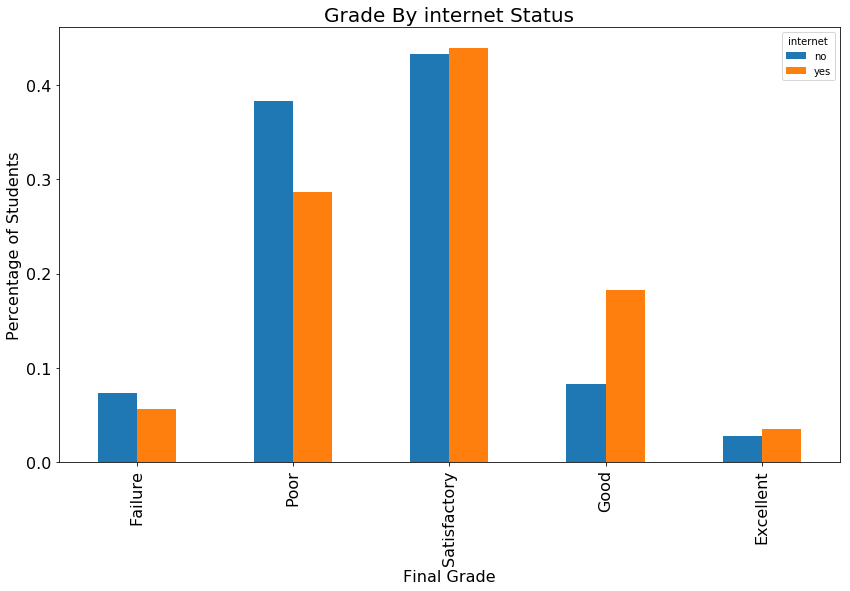 Grade By internet Status
internet
no
yes
Percentage of Students
0.4
0.3
0.2
0.1
0.0
Failure
Poor
Satisfactory
Good
Excellent
Final Grade